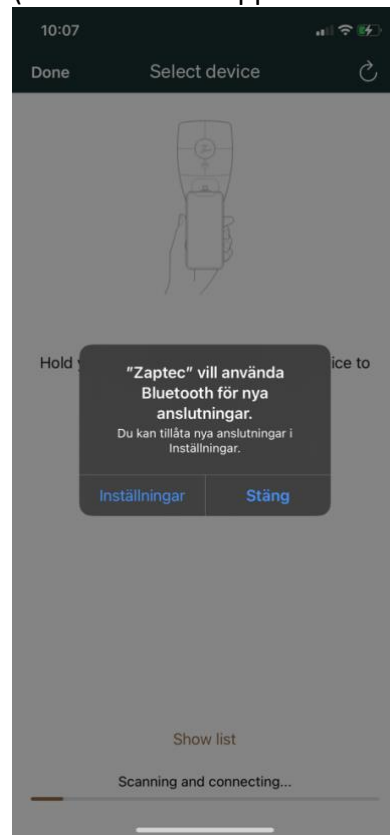 10:07
Done
Select device
Hold
ice to
"Zaptec" vill använda
Bluetooth för nya
anslutningar.
Du kan tillåta nya anslutningar i
Inställningar.
Inställningar
Stäng
Show list
Scanning and connecting...